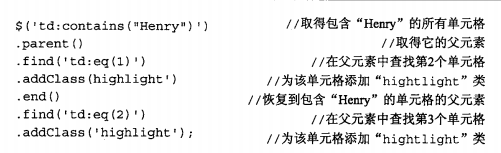 $('td:contains("Henry")') //取得包含“Henry”的所有单元格
.parent() //取得它的父元素
.find('td:eq(1)') //在父元素中查找第2个单元格
.addClass(highlight') //为该单元格添加“hightlight”类
.end() //恢复到包含“Henry”的单元格的父元素
.find('td:eq(2)') //在父元素中查找第3个单元格
.addClass('highlight'); //为该单元格添加“hightlight”类